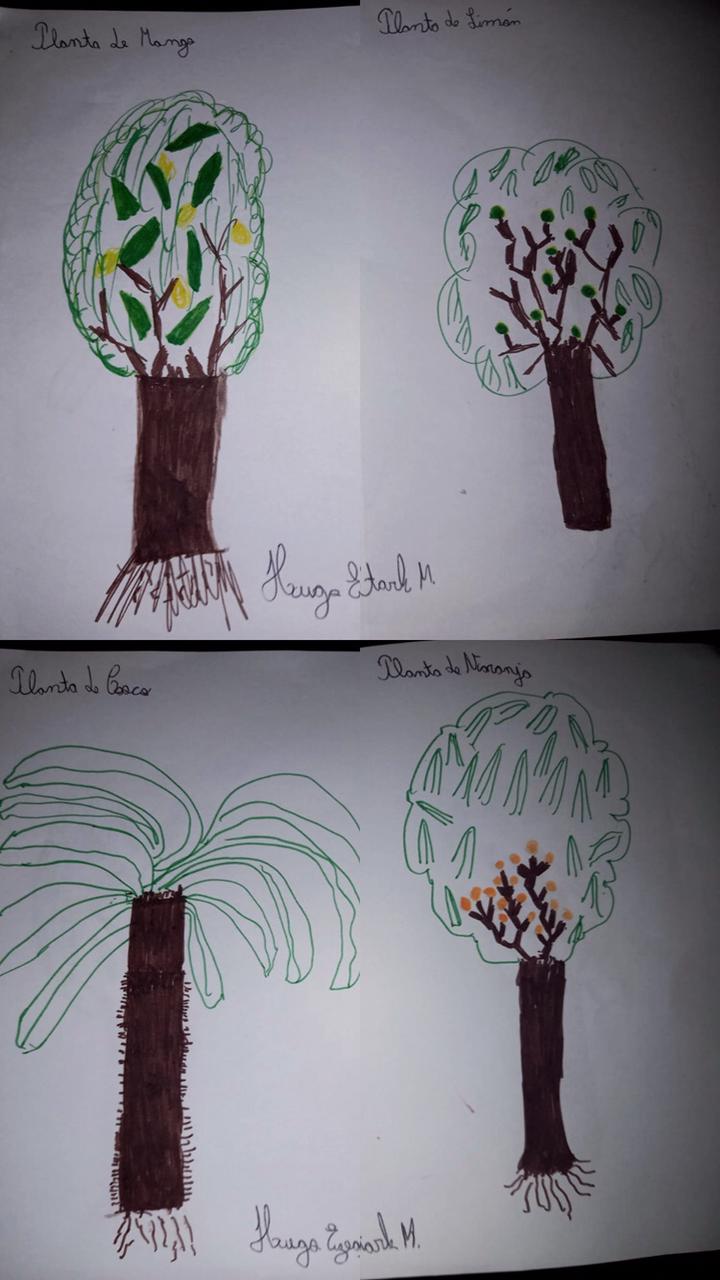 Planta de Mango
Planta de Limón
M.
Planta de Coco
Planta de Naranja
M.